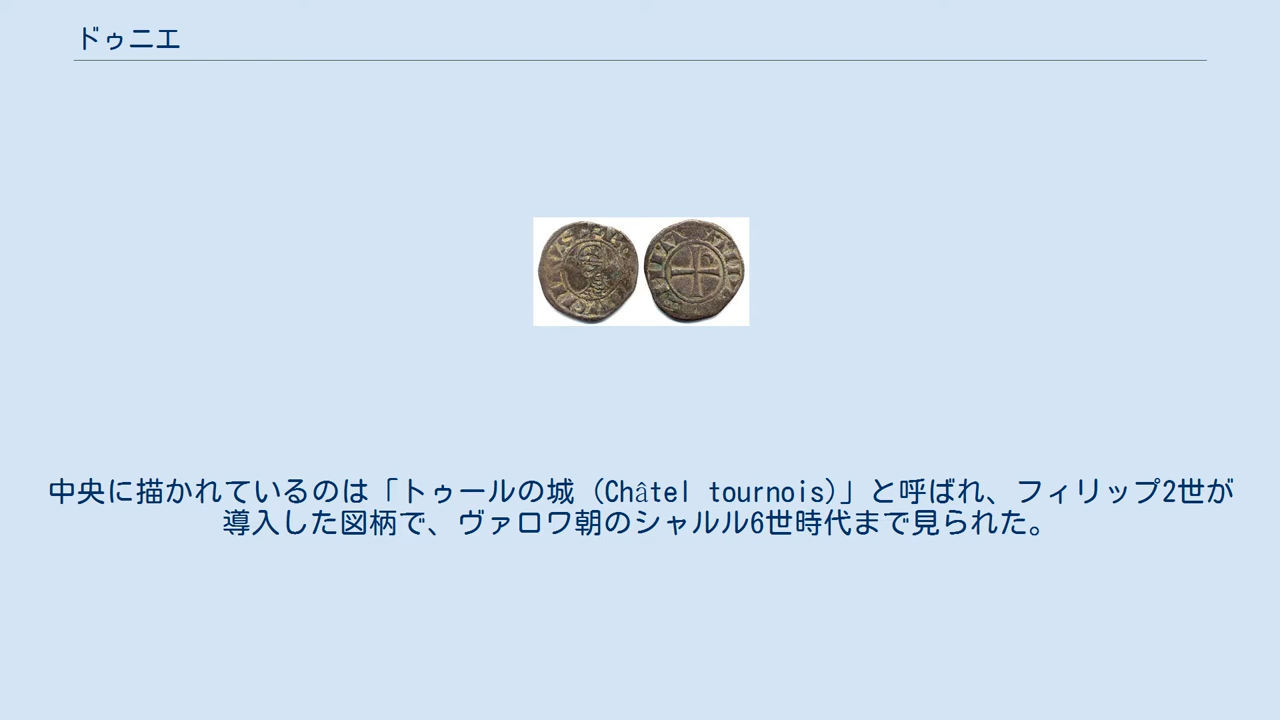 ドゥニエ
中央に描かれているのは「トゥールの城（Châtel tournois)」と呼ばれ、フィリップ2世が
導入した図柄で、ヴァロワ朝のシャルル6世時代まで見られた。